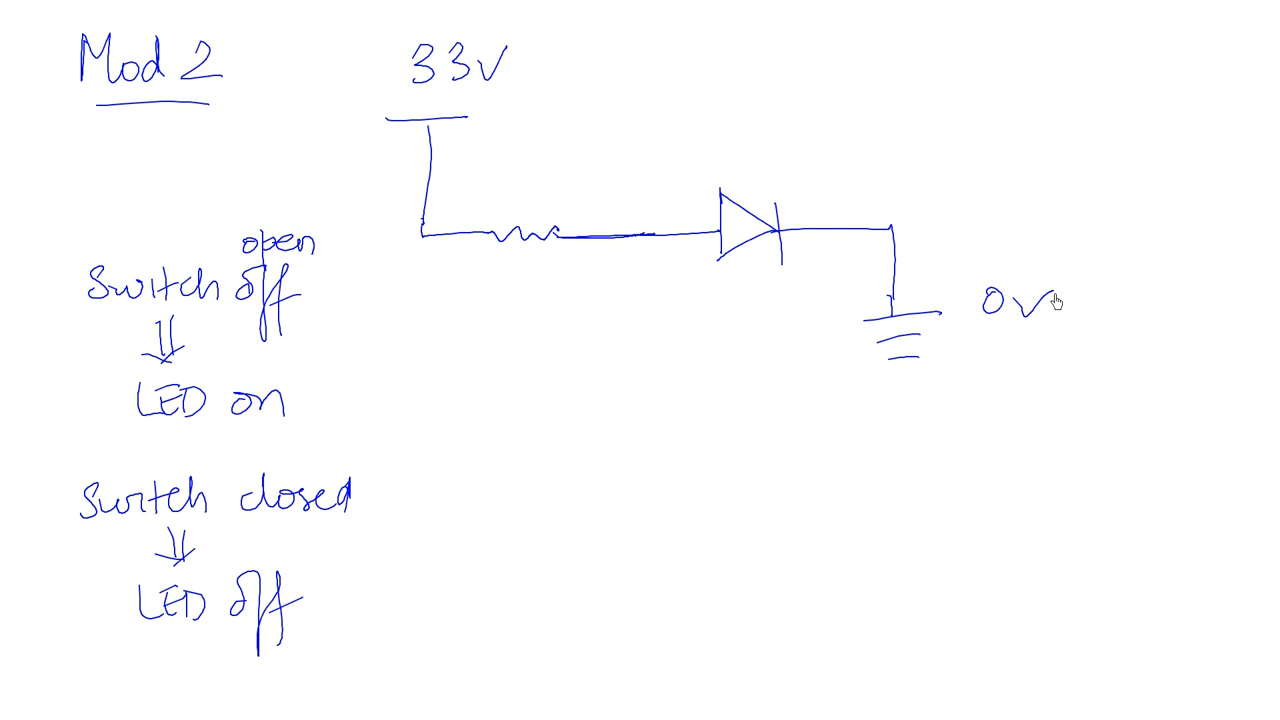 Mod 2
33V
open
Switch off
⇓
LED on
Switch closed
⇓
LED off
0V